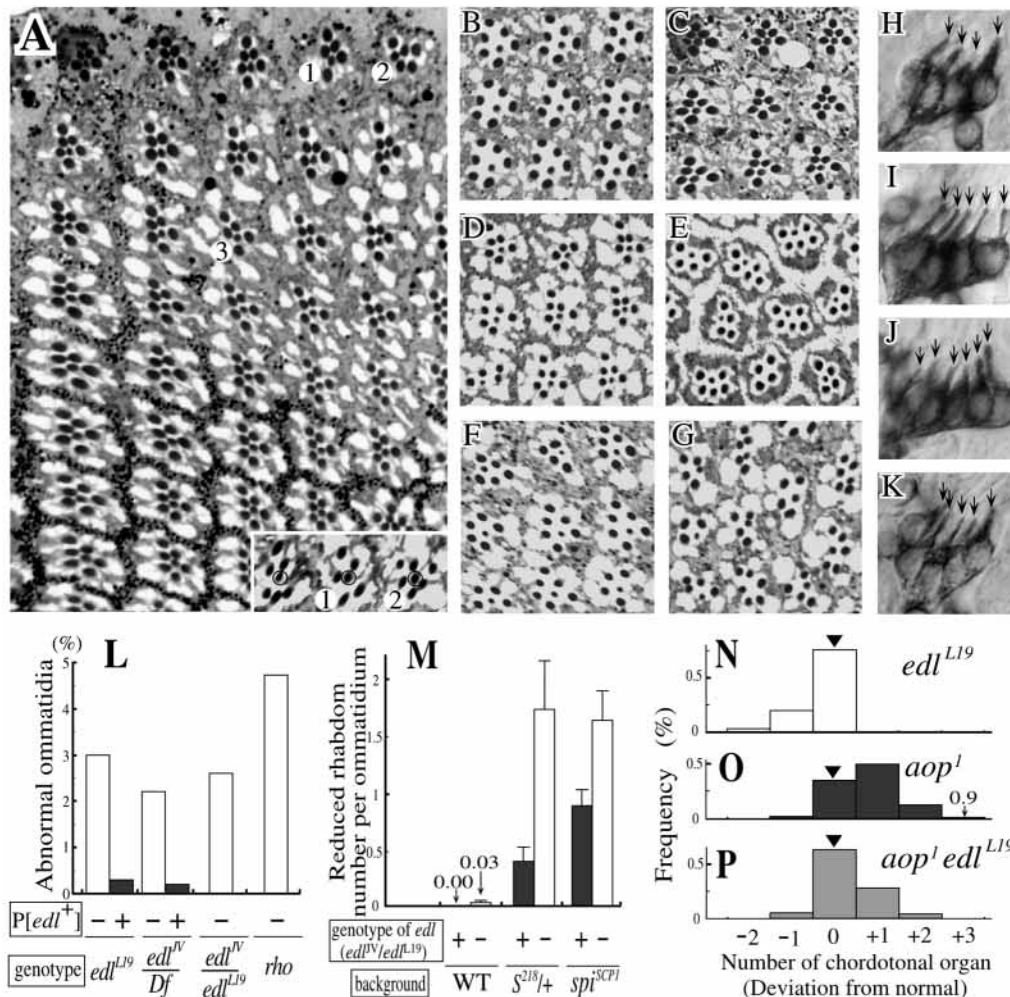 A
1
2
3
1
2
B
C
D
E
F
G
H
I
J
K
L
(%)
Abnormal ommatidia
5
4
3
2
1
0
P[edl+]
− + − + − −
genotype
edlL19
edlIV
Df
edlIV
edlL19
rho
M
Reduced rhabdom
number per ommatidium
2
1.5
1
0.5
0
0.00
0.03
genotype of edl
(edlIV/edlL19)
+ − + − + −
background
WT
S218/+
spiSCP1
Frequency (%)
N
edlL19
0.5
0
O
aop1
0.5
0
0.9
P
aop1 edlL19
0.5
0
−2 −1 0 +1 +2 +3
Number of chordotonal organ
(Deviation from normal)